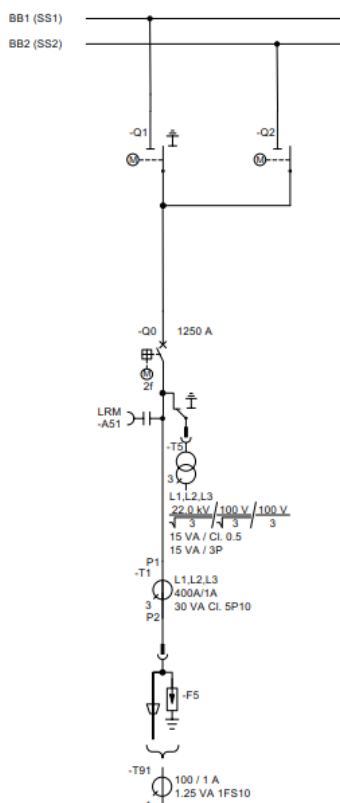 BB1 (SS1)
BB2 (SS2)
-Q1
-Q2
M
M
-Q0 1250 A
M
2f
LRM
-A51
-T5
3
L1,L2,L3
22.0 kV / 100 V / 100 V
√3 √3 3
15 VA / Cl. 0.5
15 VA / 3P
P1
-T1
L1,L2,L3
400A/1A
3
30 VA Cl. 5P10
P2
-F5
-T91
100 / 1 A
1.25 VA 1FS10